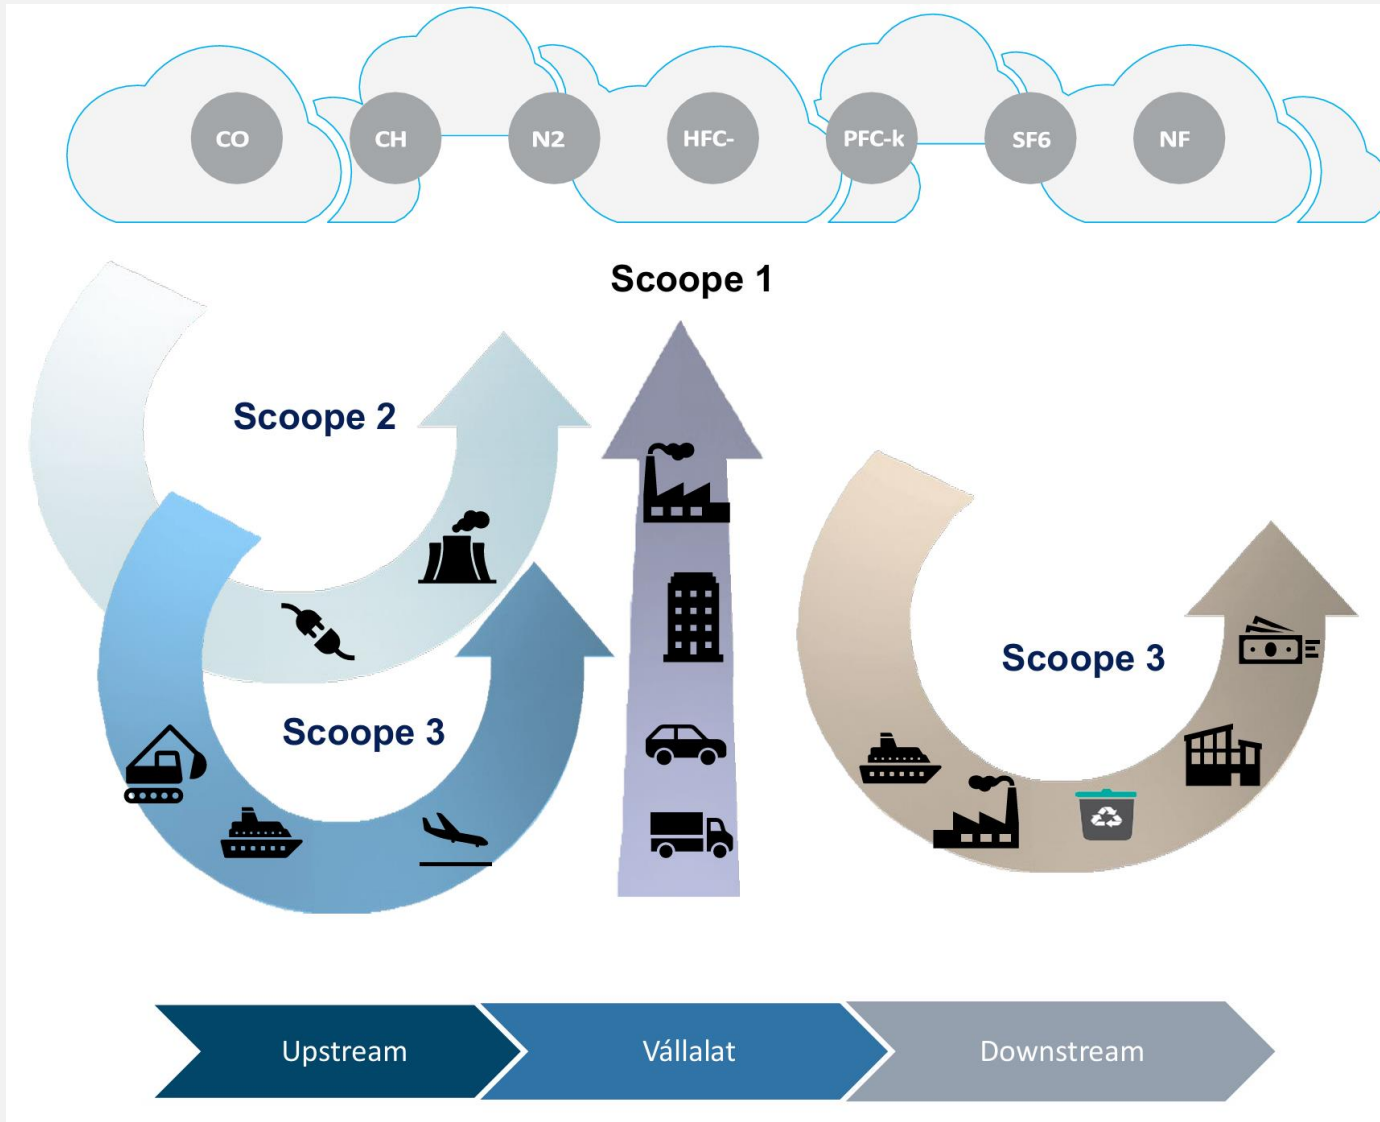 CO
CH
N2
HFC-
PFC-k
SF6
NF
Scoope 1
Scoope 2
Scoope 3
Scoope 3
Upstream
Vállalat
Downstream